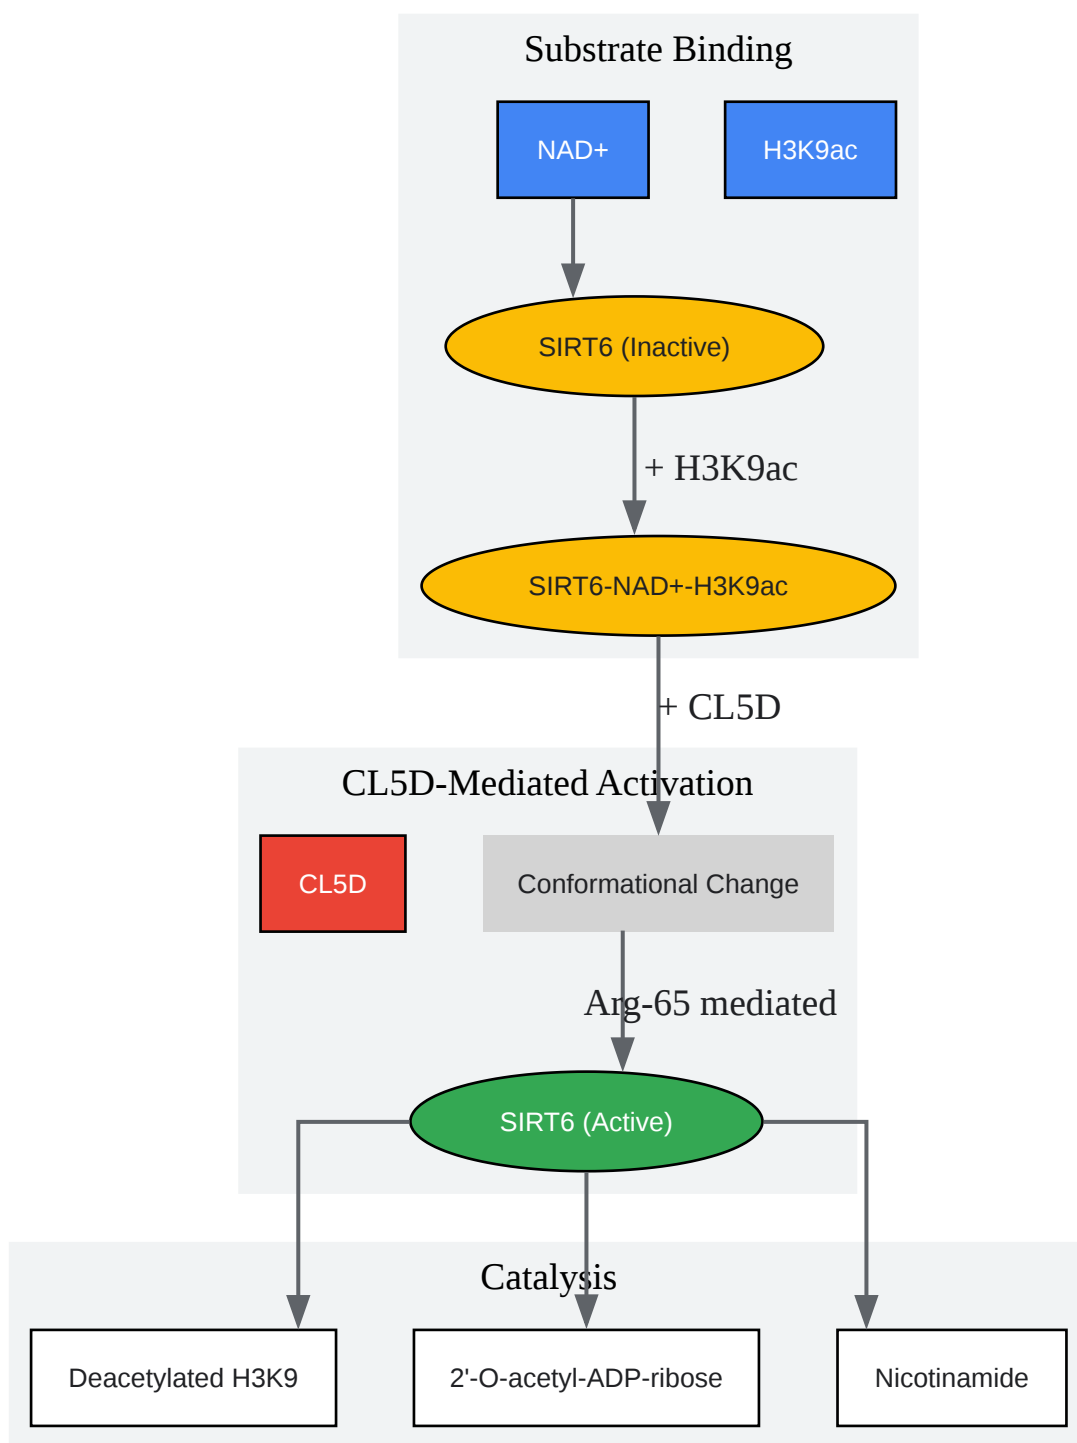 Substrate Binding
NAD+
H3K9ac
SIRT6 (Inactive)
+ H3K9ac
SIRT6-NAD+-H3K9ac
+ CL5D
CL5D-Mediated Activation
CL5D
Conformational Change
Arg-65 mediated
SIRT6 (Active)
Catalysis
Deacetylated H3K9
2'-O-acetyl-ADP-ribose
Nicotinamide